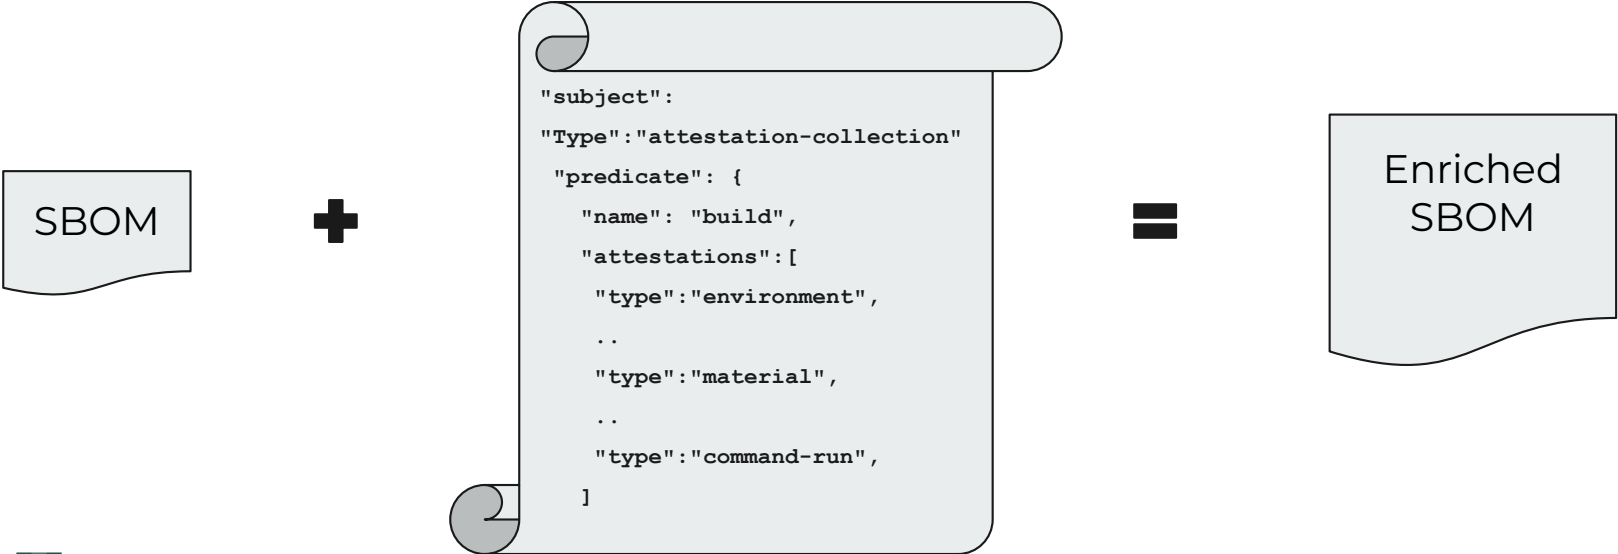 SBOM
"subject":
"Type":"attestation-collection"
"predicate": {
"name": "build",
"attestations":[
"type":"environment",
..
"type":"material",
..
"type":"command-run",
]
Enriched
SBOM